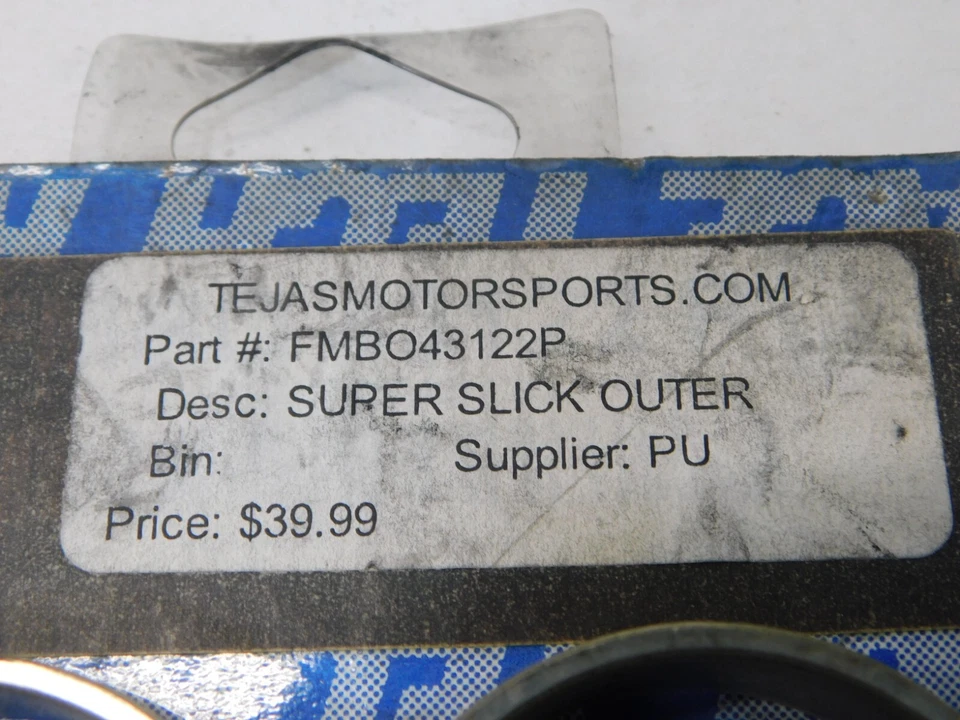 TEJASMOTORSPORTS.COM
Part #: FMBO43122P
Desc: SUPER SLICK OUTER
Bin: Supplier: PU
Price: $39.99